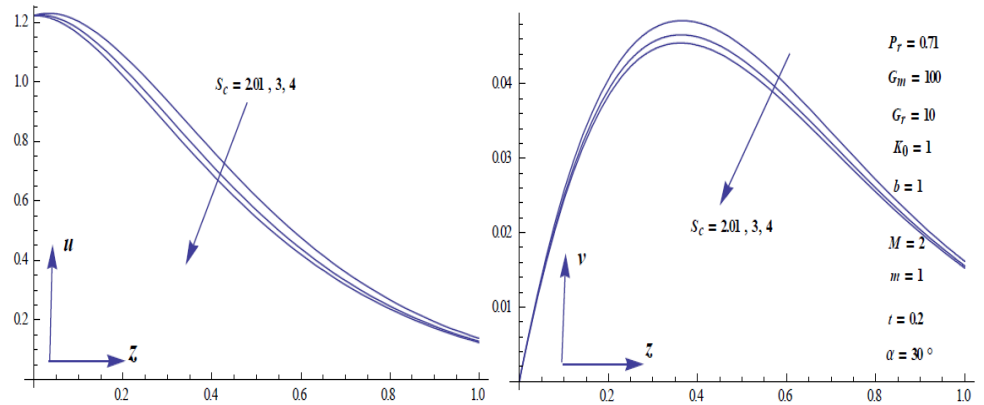 1.2
1.0
0.8
0.6
0.4
0.2
0.2 0.4 0.6 0.8 1.0
S_c = 2.01 , 3, 4
u
z
0.04
0.03
0.02
0.01
0.2 0.4 0.6 0.8 1.0
S_c = 2.01 , 3, 4
v
z
P_r = 0.71
G_m = 100
G_r = 10
K_0 = 1
b = 1
M = 2
m = 1
t = 0.2
α = 30 °